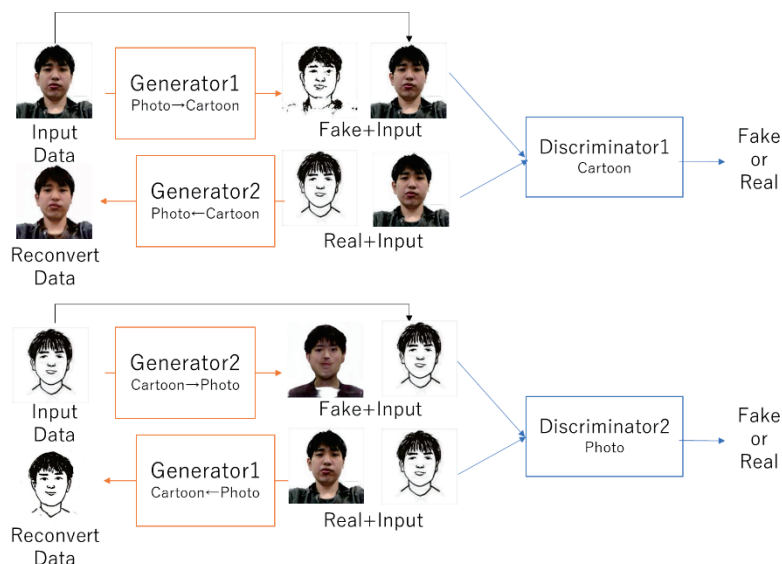 Generator1
Photo→Cartoon
Input
Data
Fake+Input
Discriminator1
Cartoon
Fake
or
Real
Generator2
Photo←Cartoon
Reconvert
Data
Real+Input
Generator2
Cartoon→Photo
Input
Data
Fake+Input
Discriminator2
Photo
Fake
or
Real
Generator1
Cartoon←Photo
Reconvert
Data
Real+Input